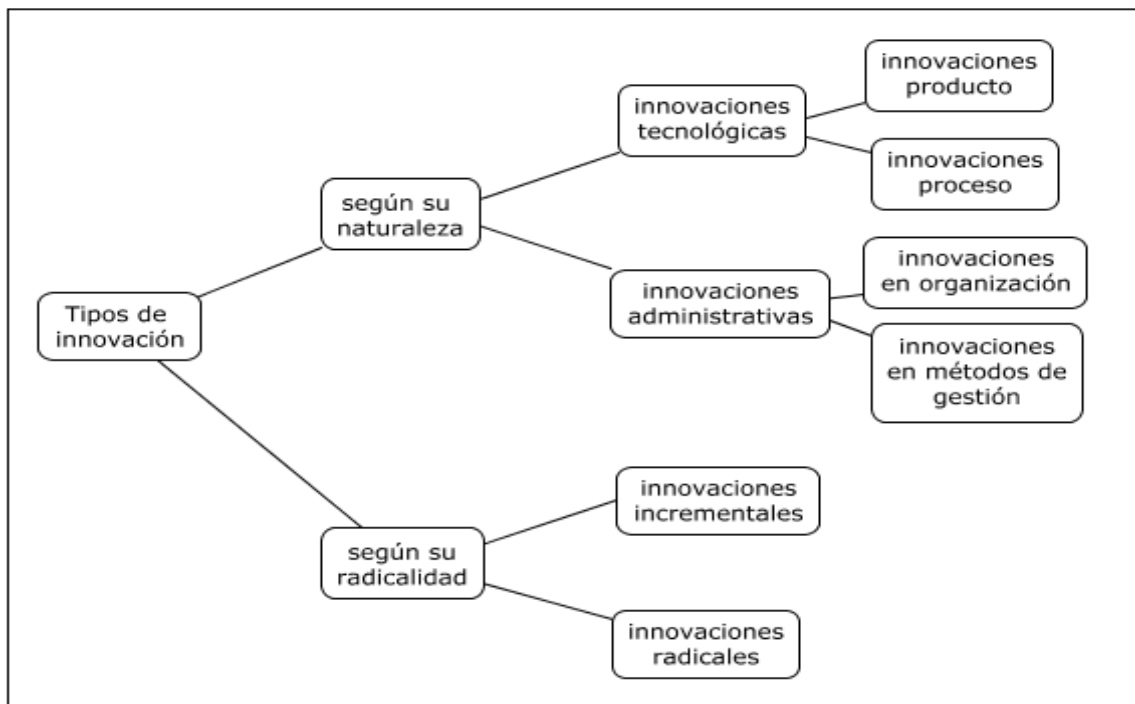 Tipos de
innovación
según su
naturaleza
innovaciones
tecnológicas
innovaciones
producto
innovaciones
proceso
innovaciones
administrativas
innovaciones
en organización
innovaciones
en métodos de
gestión
según su
radicalidad
innovaciones
incrementales
innovaciones
radicales